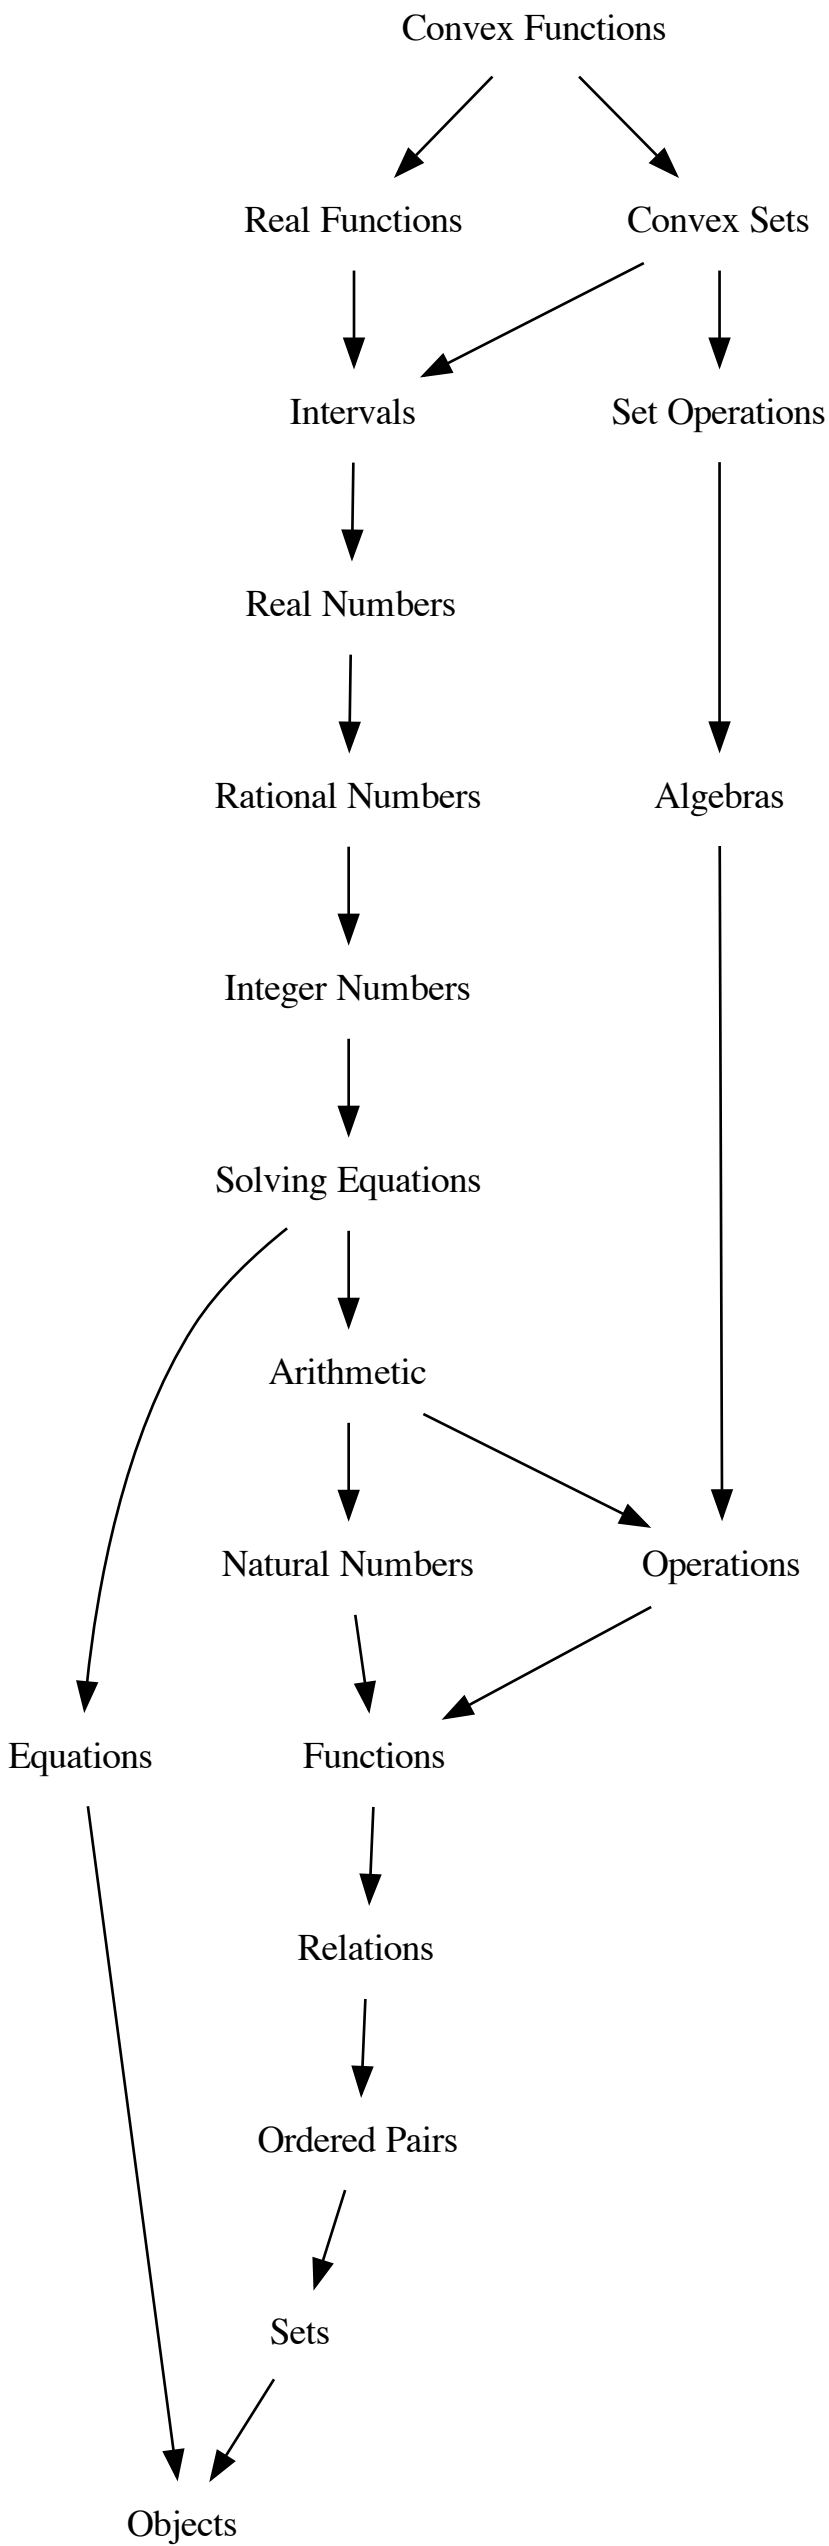 Convex Functions
Real Functions
Convex Sets
Intervals
Set Operations
Real Numbers
Rational Numbers
Algebras
Integer Numbers
Solving Equations
Arithmetic
Natural Numbers
Operations
Equations
Functions
Relations
Ordered Pairs
Sets
Objects